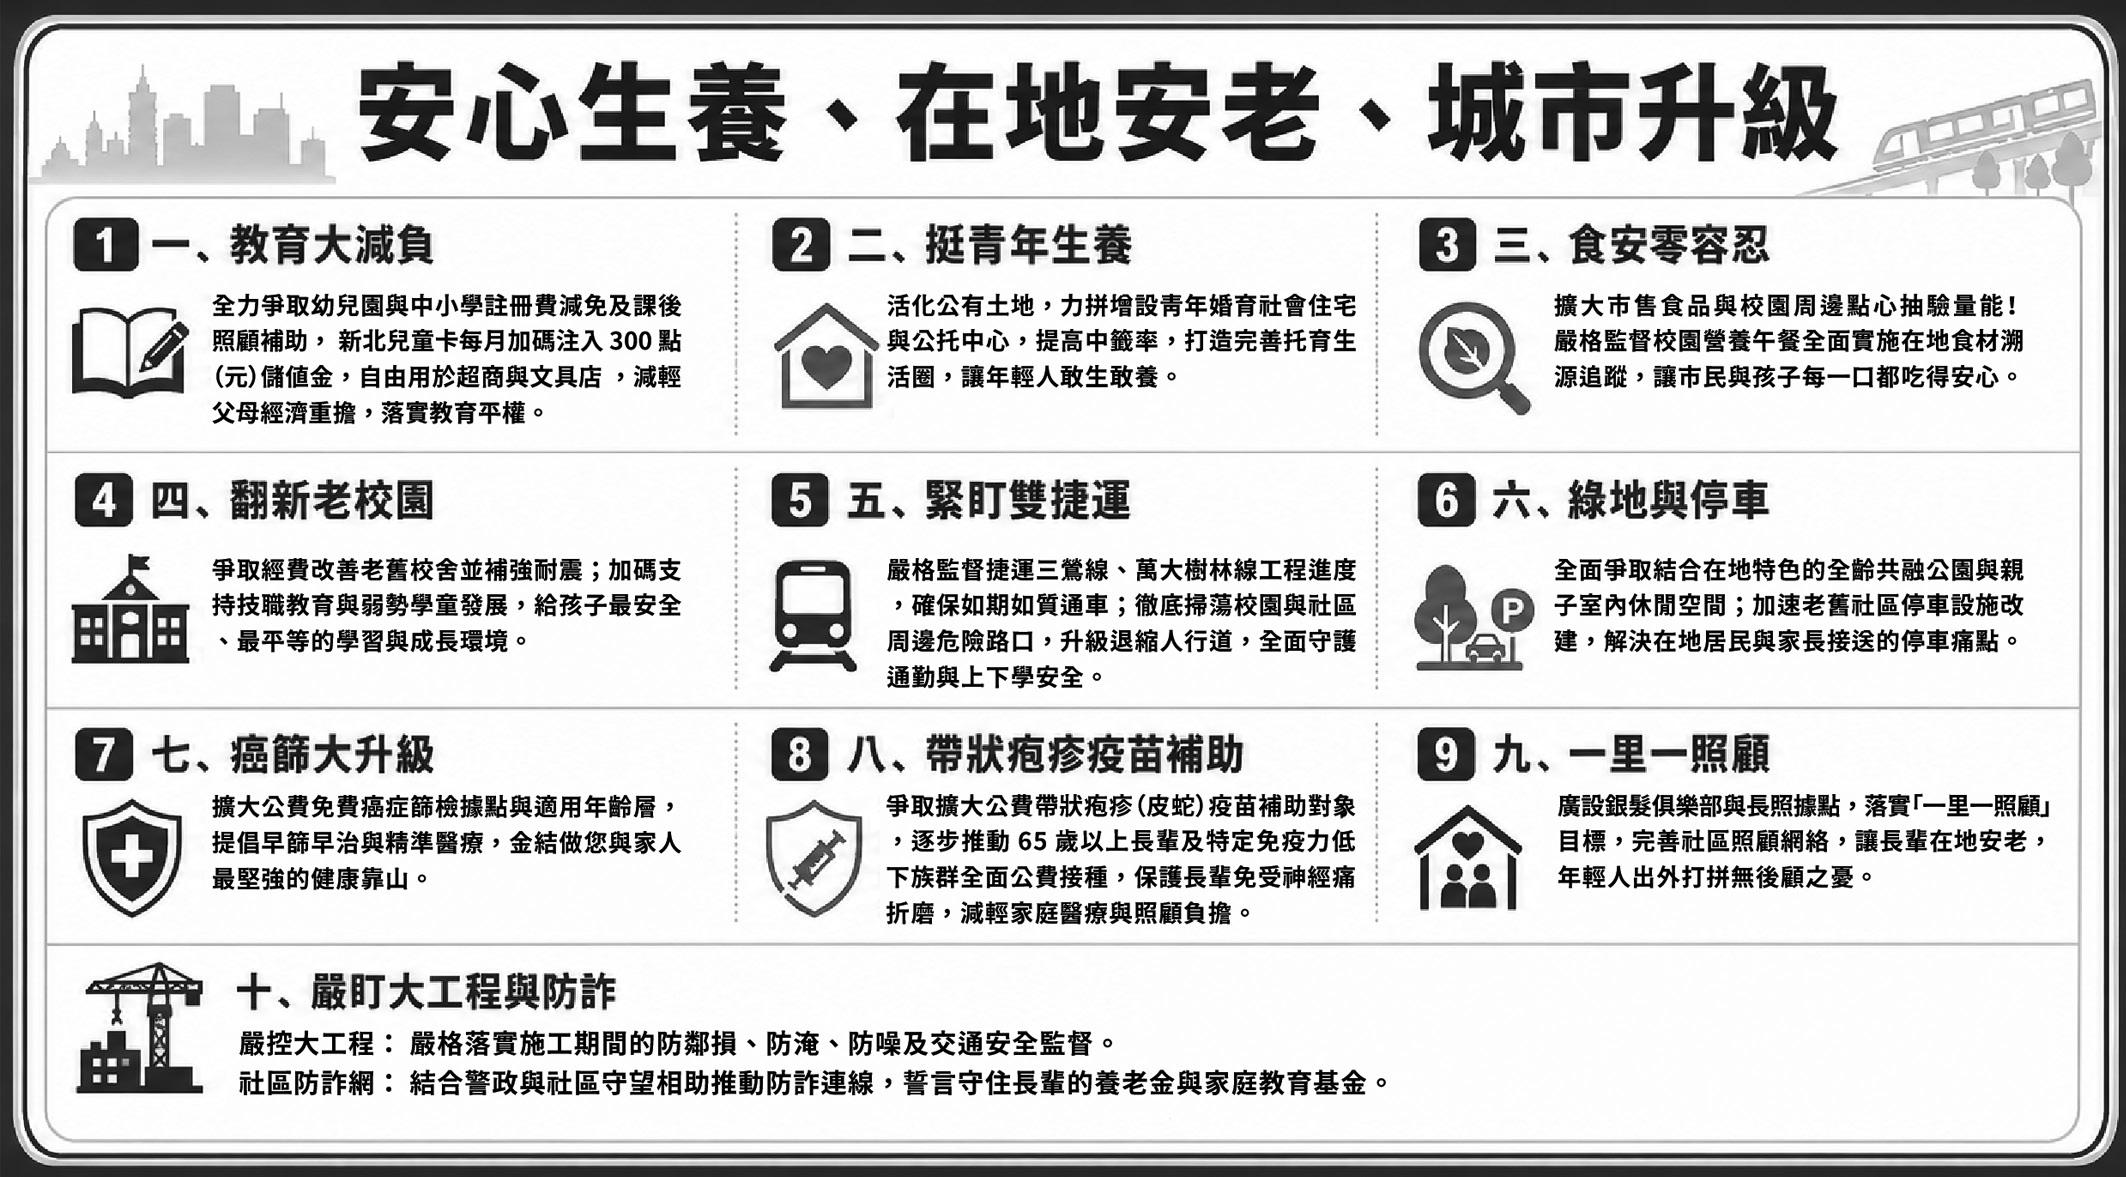 安心生養、在地安老、城市升級
1 一、教育大減負
全力爭取幼兒園與中小學註冊費減免及課後
照顧補助， 新北兒童卡每月加碼注入 300 點
(元)儲值金，自由用於超商與文具店 ，減輕
父母經濟重擔，落實教育平權。
2 二、挺青年生養
活化公有土地，力拼增設青年婚育社會住宅
與公托中心，提高中籤率，打造完善托育生
活圈，讓年輕人敢生敢養。
3 三、食安零容忍
擴大市售食品與校園周邊點心抽驗量能！
嚴格監督校園營養午餐全面實施在地食材溯
源追蹤，讓市民與孩子每一口都吃得安心。
4 四、翻新老校園
爭取經費改善老舊校舍並補強耐震；加碼支
持技職教育與弱勢學童發展，給孩子最安全
、最平等的學習與成長環境。
5 五、緊盯雙捷運
嚴格監督捷運三鶯線、萬大樹林線工程進度
，確保如期如質通車；徹底掃蕩校園與社區
周邊危險路口，升級退縮人行道，全面守護
通勤與上下學安全。
6 六、綠地與停車
全面爭取結合在地特色的全齡共融公園與親
子室內休閒空間；加速老舊社區停車設施改
建，解決在地居民與家長接送的停車痛點。
P
7 七、癌篩大升級
擴大公費免費癌症篩檢據點與適用年齡層，
提倡早篩早治與精準醫療，金結做您與家人
最堅強的健康靠山。
8 八、帶狀疱疹疫苗補助
爭取擴大公費帶狀疱疹(皮蛇)疫苗補助對象
，逐步推動 65 歲以上長輩及特定免疫力低
下族群全面公費接種，保護長輩免受神經痛
折磨，減輕家庭醫療與照顧負擔。
9 九、一里一照顧
廣設銀髮俱樂部與長照據點，落實「一里一照顧」
目標，完善社區照顧網絡，讓長輩在地安老，
年輕人出外打拼無後顧之憂。
十、嚴盯大工程與防詐
嚴控大工程： 嚴格落實施工期間的防鄰損、防淹、防噪及交通安全監督。
社區防詐網： 結合警政與社區守望相助推動防詐連線，誓言守住長輩的養老金與家庭教育基金。